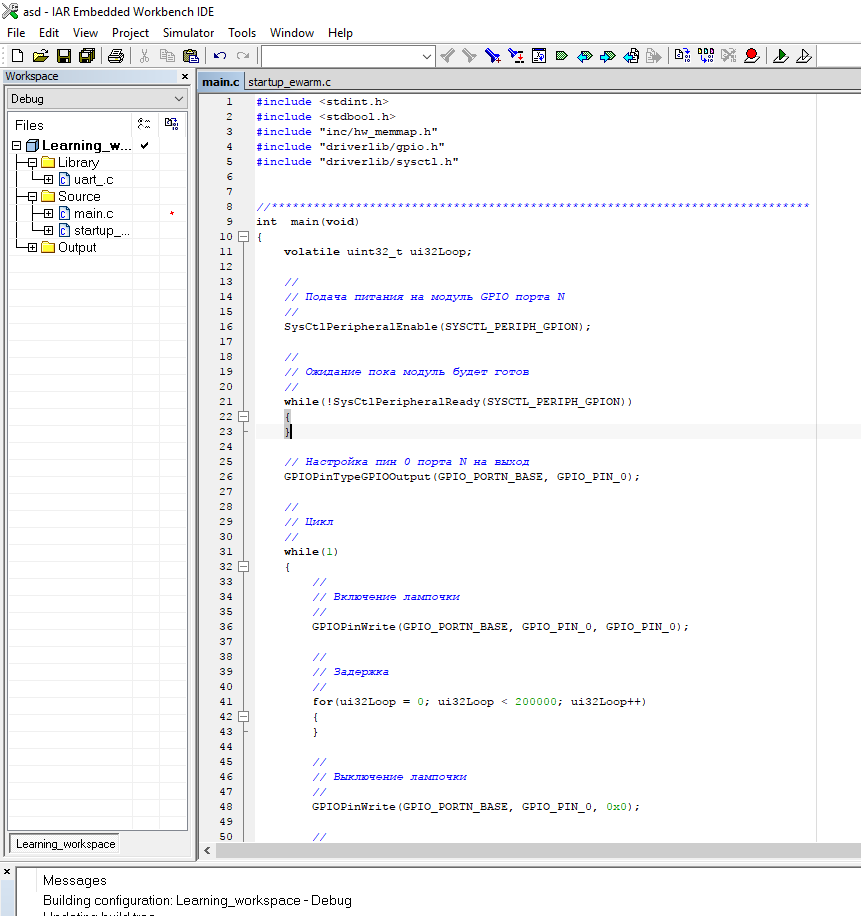 asd - IAR Embedded Workbench IDE
File Edit View Project Simulator Tools Window Help
Workspace
Debug
Files
Learning_w...
Library
uart_.c
Source
main.c
startup_...
Output
Learning_workspace
main.c startup_ewarm.c
1 #include <stdint.h>
2 #include <stdbool.h>
3 #include "inc/hw_memmap.h"
4 #include "driverlib/gpio.h"
5 #include "driverlib/sysctl.h"
6
7
8 //*****************************************************************************
9 int main(void)
10 {
11 volatile uint32_t ui32Loop;
12
13 //
14 // Подача питания на модуль GPIO порта N
15 //
16 SysCtlPeripheralEnable(SYSCTL_PERIPH_GPION);
17
18 //
19 // Ожидание пока модуль будет готов
20 //
21 while(!SysCtlPeripheralReady(SYSCTL_PERIPH_GPION))
22 {
23 }
24
25 // Настройка пин 0 порта N на выход
26 GPIOPinTypeGPIOOutput(GPIO_PORTN_BASE, GPIO_PIN_0);
27
28 //
29 // Цикл
30 //
31 while(1)
32 {
33 //
34 // Включение лампочки
35 //
36 GPIOPinWrite(GPIO_PORTN_BASE, GPIO_PIN_0, GPIO_PIN_0);
37
38 //
39 // Задержка
40 //
41 for(ui32Loop = 0; ui32Loop < 200000; ui32Loop++)
42 {
43 }
44
45 //
46 // Выключение лампочки
47 //
48 GPIOPinWrite(GPIO_PORTN_BASE, GPIO_PIN_0, 0x0);
49
50 //
Messages
Building configuration: Learning_workspace - Debug
Updating build tree...